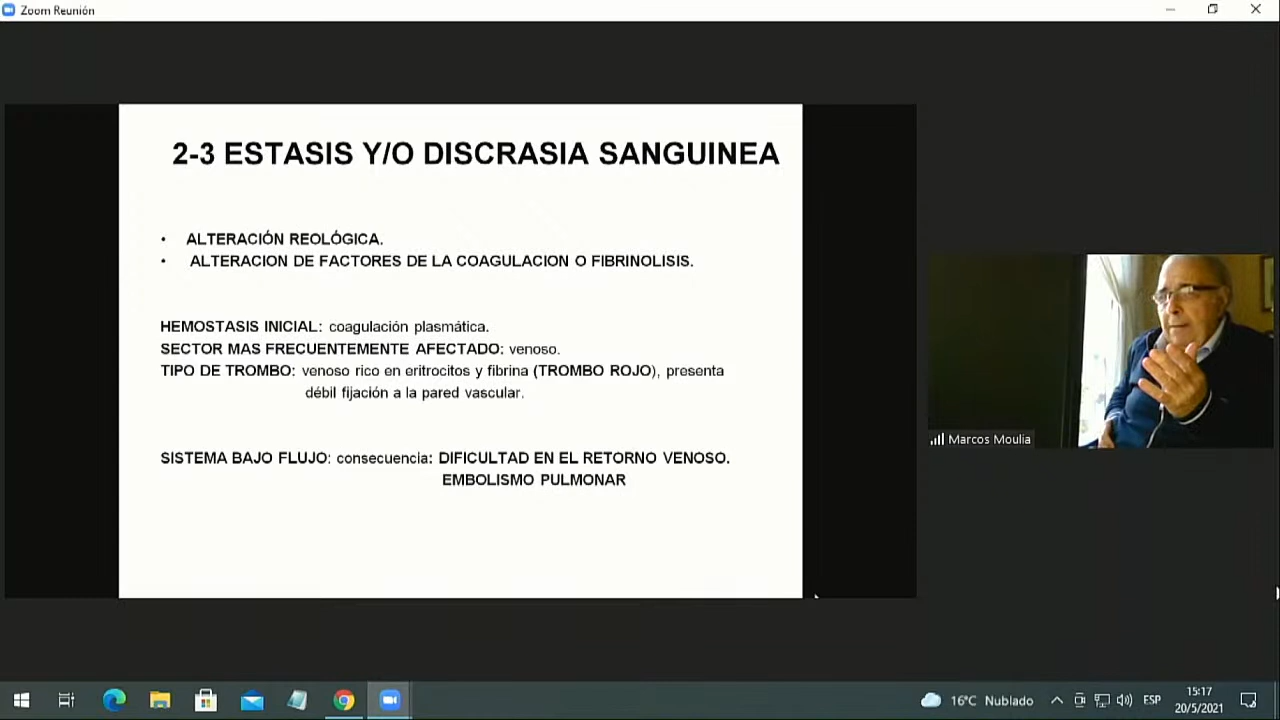 Zoom Reunión
2-3 ESTASIS Y/O DISCRASIA SANGUINEA
• ALTERACIÓN REOLÓGICA.
• ALTERACION DE FACTORES DE LA COAGULACION O FIBRINOLISIS.
HEMOSTASIS INICIAL: coagulación plasmática.
SECTOR MAS FRECUENTEMENTE AFECTADO: venoso.
TIPO DE TROMBO: venoso rico en eritrocitos y fibrina (TROMBO ROJO), presenta
débil fijación a la pared vascular.
SISTEMA BAJO FLUJO: consecuencia: DIFICULTAD EN EL RETORNO VENOSO.
EMBOLISMO PULMONAR
Marcos Moulia
16°C Nublado
ESP
15:17
20/5/2021